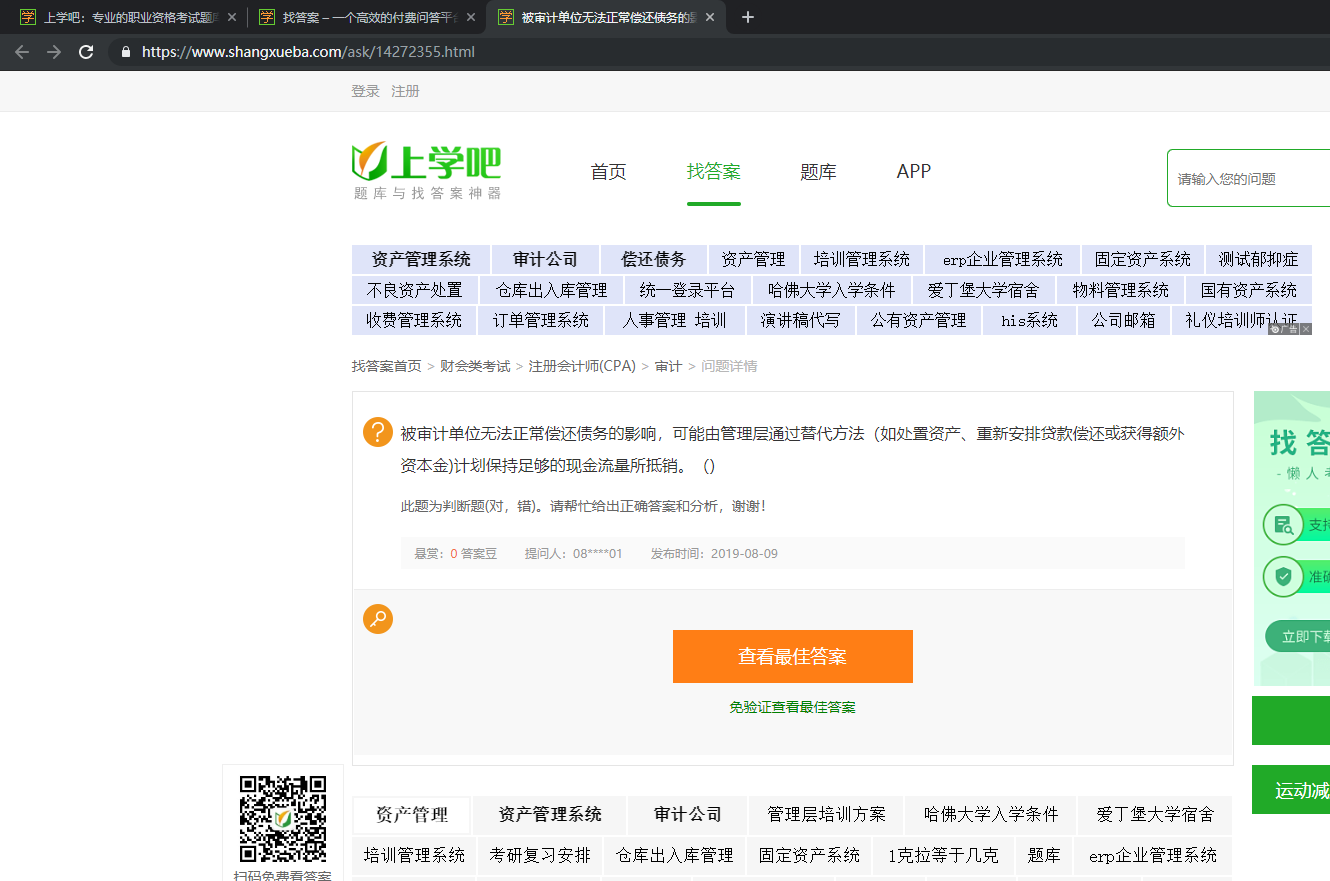 上学吧：专业的职业资格考试题库
找答案 – 一个高效的付费问答平台
被审计单位无法正常偿还债务的影
https://www.shangxueba.com/ask/14272355.html
登录 注册
上学吧
题库与找答案神器
首页 找答案 题库 APP
请输入您的问题
资产管理系统 审计公司 偿还债务 资产管理 培训管理系统 erp企业管理系统 固定资产系统 测试郁抑症
不良资产处置 仓库出入库管理 统一登录平台 哈佛大学入学条件 爱丁堡大学宿舍 物料管理系统 国有资产系统
收费管理系统 订单管理系统 人事管理 培训 演讲稿代写 公有资产管理 his系统 公司邮箱 礼仪培训师认证
广告
找答案首页 > 财会类考试 > 注册会计师(CPA) > 审计 > 问题详情
被审计单位无法正常偿还债务的影响，可能由管理层通过替代方法（如处置资产、重新安排贷款偿还或获得额外
资本金)计划保持足够的现金流量所抵销。（）
此题为判断题(对，错)。请帮忙给出正确答案和分析，谢谢！
悬赏：0 答案豆 提问人：08****01 发布时间：2019-08-09
查看最佳答案
免验证查看最佳答案
找 答
- 懒 人
支持
准确
立即下载
运动减
扫码免费看答案
资产管理 资产管理系统 审计公司 管理层培训方案 哈佛大学入学条件 爱丁堡大学宿舍
培训管理系统 考研复习安排 仓库出入库管理 固定资产系统 1克拉等于几克 题库 erp企业管理系统